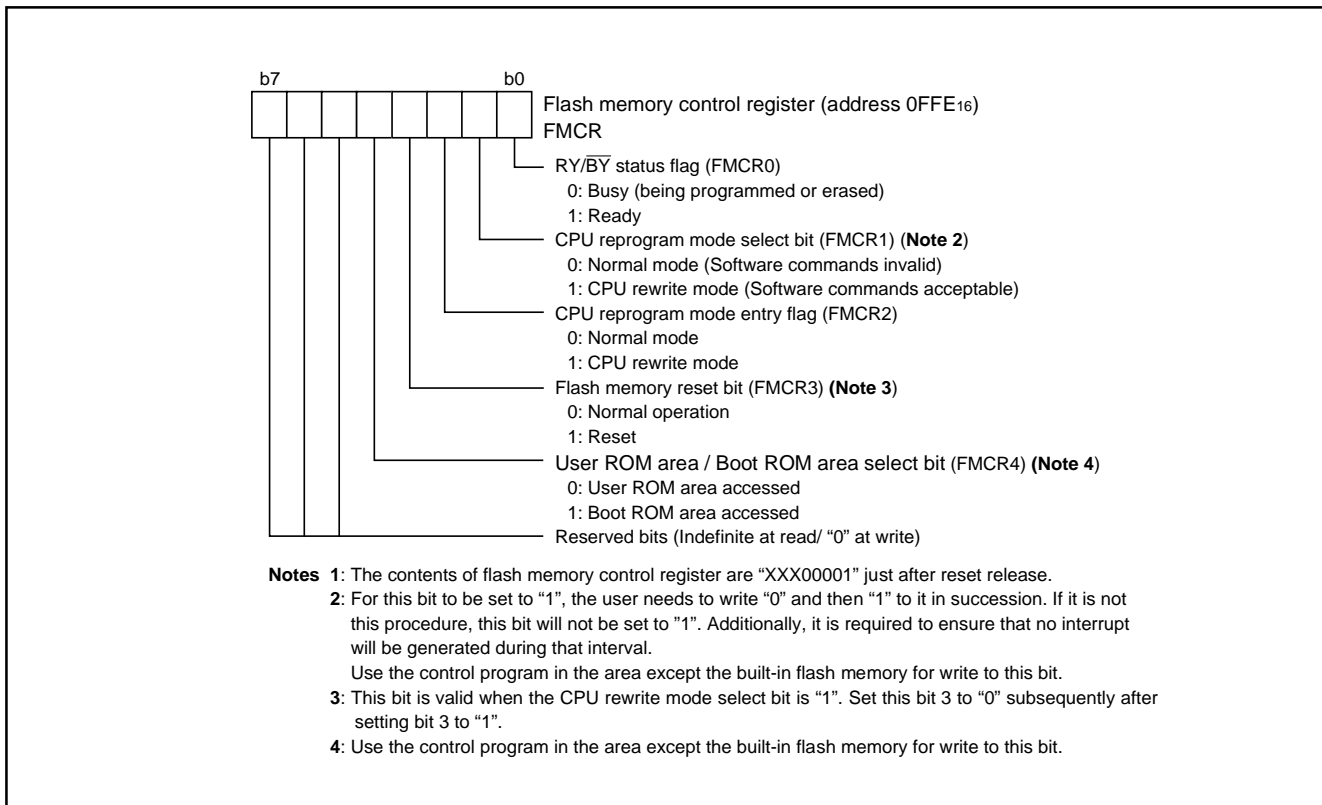 b7 b0
Flash memory control register (address 0FFE16)
FMCR
RY/BY status flag (FMCR0)
0: Busy (being programmed or erased)
1: Ready
CPU reprogram mode select bit (FMCR1) (Note 2)
0: Normal mode (Software commands invalid)
1: CPU rewrite mode (Software commands acceptable)
CPU reprogram mode entry flag (FMCR2)
0: Normal mode
1: CPU rewrite mode
Flash memory reset bit (FMCR3) (Note 3)
0: Normal operation
1: Reset
User ROM area / Boot ROM area select bit (FMCR4) (Note 4)
0: User ROM area accessed
1: Boot ROM area accessed
Reserved bits (Indefinite at read/ “0” at write)
Notes 1: The contents of flash memory control register are “XXX00001” just after reset release.
2: For this bit to be set to “1”, the user needs to write “0” and then “1” to it in succession. If it is not
this procedure, this bit will not be set to ”1”. Additionally, it is required to ensure that no interrupt
will be generated during that interval.
Use the control program in the area except the built-in flash memory for write to this bit.
3: This bit is valid when the CPU rewrite mode select bit is “1”. Set this bit 3 to “0” subsequently after
setting bit 3 to “1”.
4: Use the control program in the area except the built-in flash memory for write to this bit.